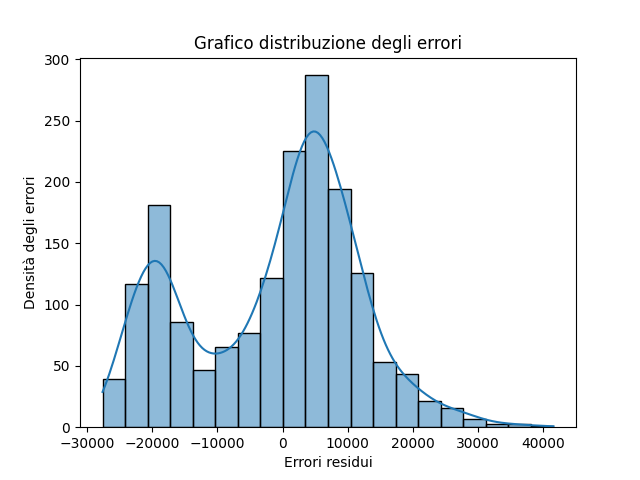 Grafico distribuzione degli errori
300
250
200
150
100
50
0
Densità degli errori
−30000 −20000 −10000 0 10000 20000 30000 40000
Errori residui